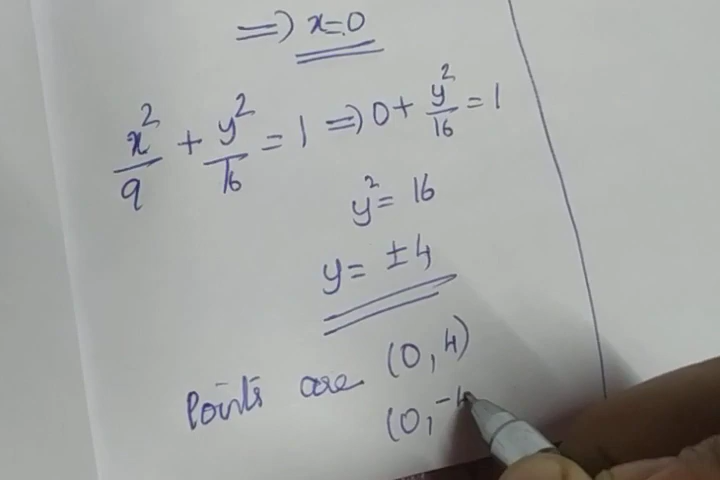 ⇒ x=0
x²/9 + y²/16 = 1 ⇒ 0 + y²/16 = 1
y² = 16
y = ±4
Points are (0, 4)
(0, -4